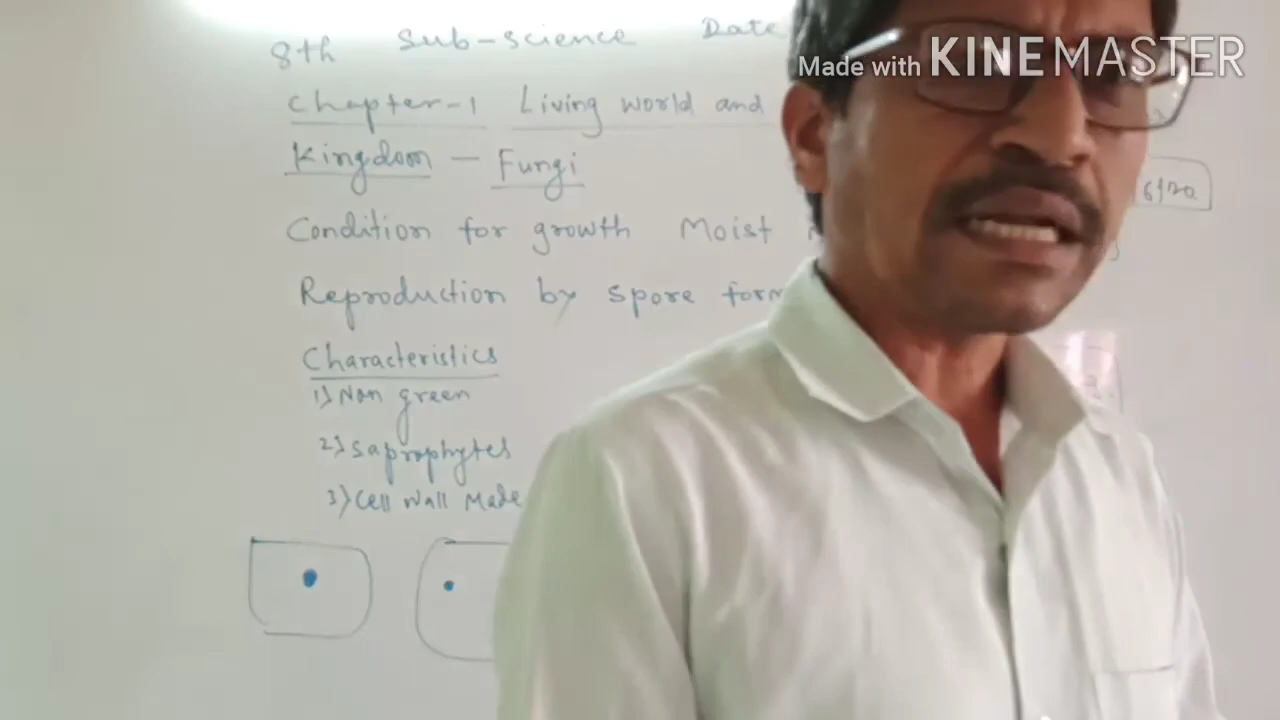 Made with KINEMASTER
8th Sub-science Date
Chapter-1 Living world and
Kingdom - Fungi
Condition for growth Moist
Reproduction by spore form
Characteristics
1) Non green
2) Saprophytes
3) Cell Wall Made